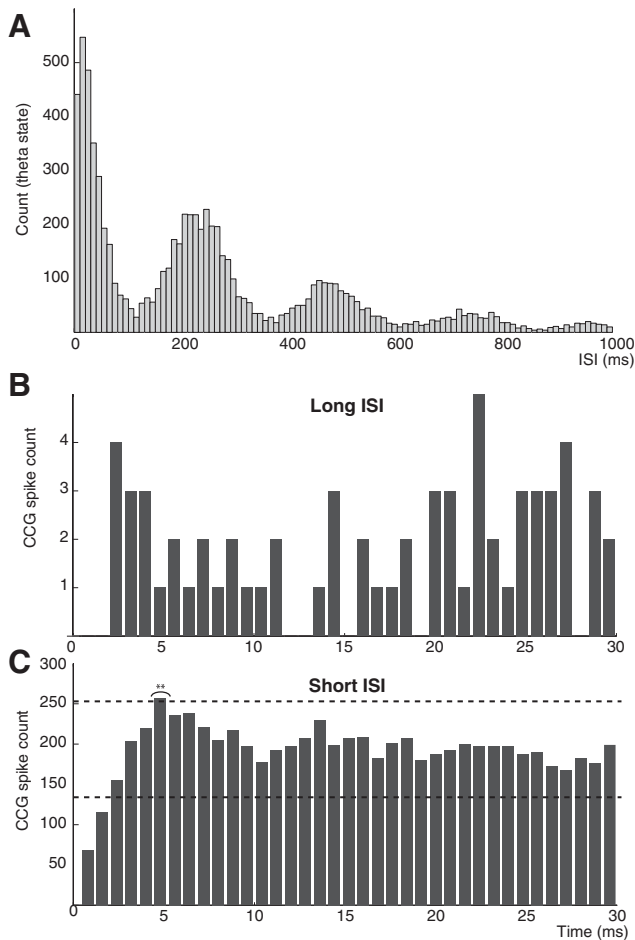 A
500
400
300
200
100
Count (theta state)
0 200 400 600 800 1000
ISI (ms)
B
Long ISI
4
3
2
1
CCG spike count
0 5 10 15 20 25 30
C
Short ISI
**
300
250
200
150
100
50
0
CCG spike count
5 10 15 20 25 30
Time (ms)